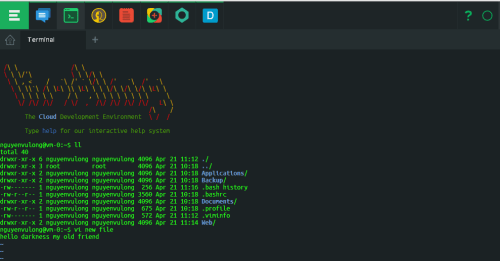 Terminal
The Cloud Development Environment
Type help for our interactive help system
nguyenvulong@vm-0:~$ ll
total 40
drwxr-xr-x 6 nguyenvulong nguyenvulong 4096 Apr 21 11:12 ./
drwxr-xr-x 3 root root 4096 Apr 21 10:18 ../
drwxr-xr-x 2 nguyenvulong nguyenvulong 4096 Apr 21 10:18 Applications/
drwxr-xr-x 2 nguyenvulong nguyenvulong 4096 Apr 21 10:18 Backup/
-rw------- 1 nguyenvulong nguyenvulong 256 Apr 21 11:16 .bash history
-rw-r--r-- 1 nguyenvulong nguyenvulong 3560 Apr 21 10:18 .bashrc
drwxr-xr-x 2 nguyenvulong nguyenvulong 4096 Apr 21 10:18 Documents/
-rw-r--r-- 1 nguyenvulong nguyenvulong 675 Apr 21 10:18 .profile
-rw------- 1 nguyenvulong nguyenvulong 572 Apr 21 11:12 .viminfo
drwxr-xr-x 2 nguyenvulong nguyenvulong 4096 Apr 21 11:14 Web/
nguyenvulong@vm-0:~$ vi new file
hello darkness my old friend
~
~